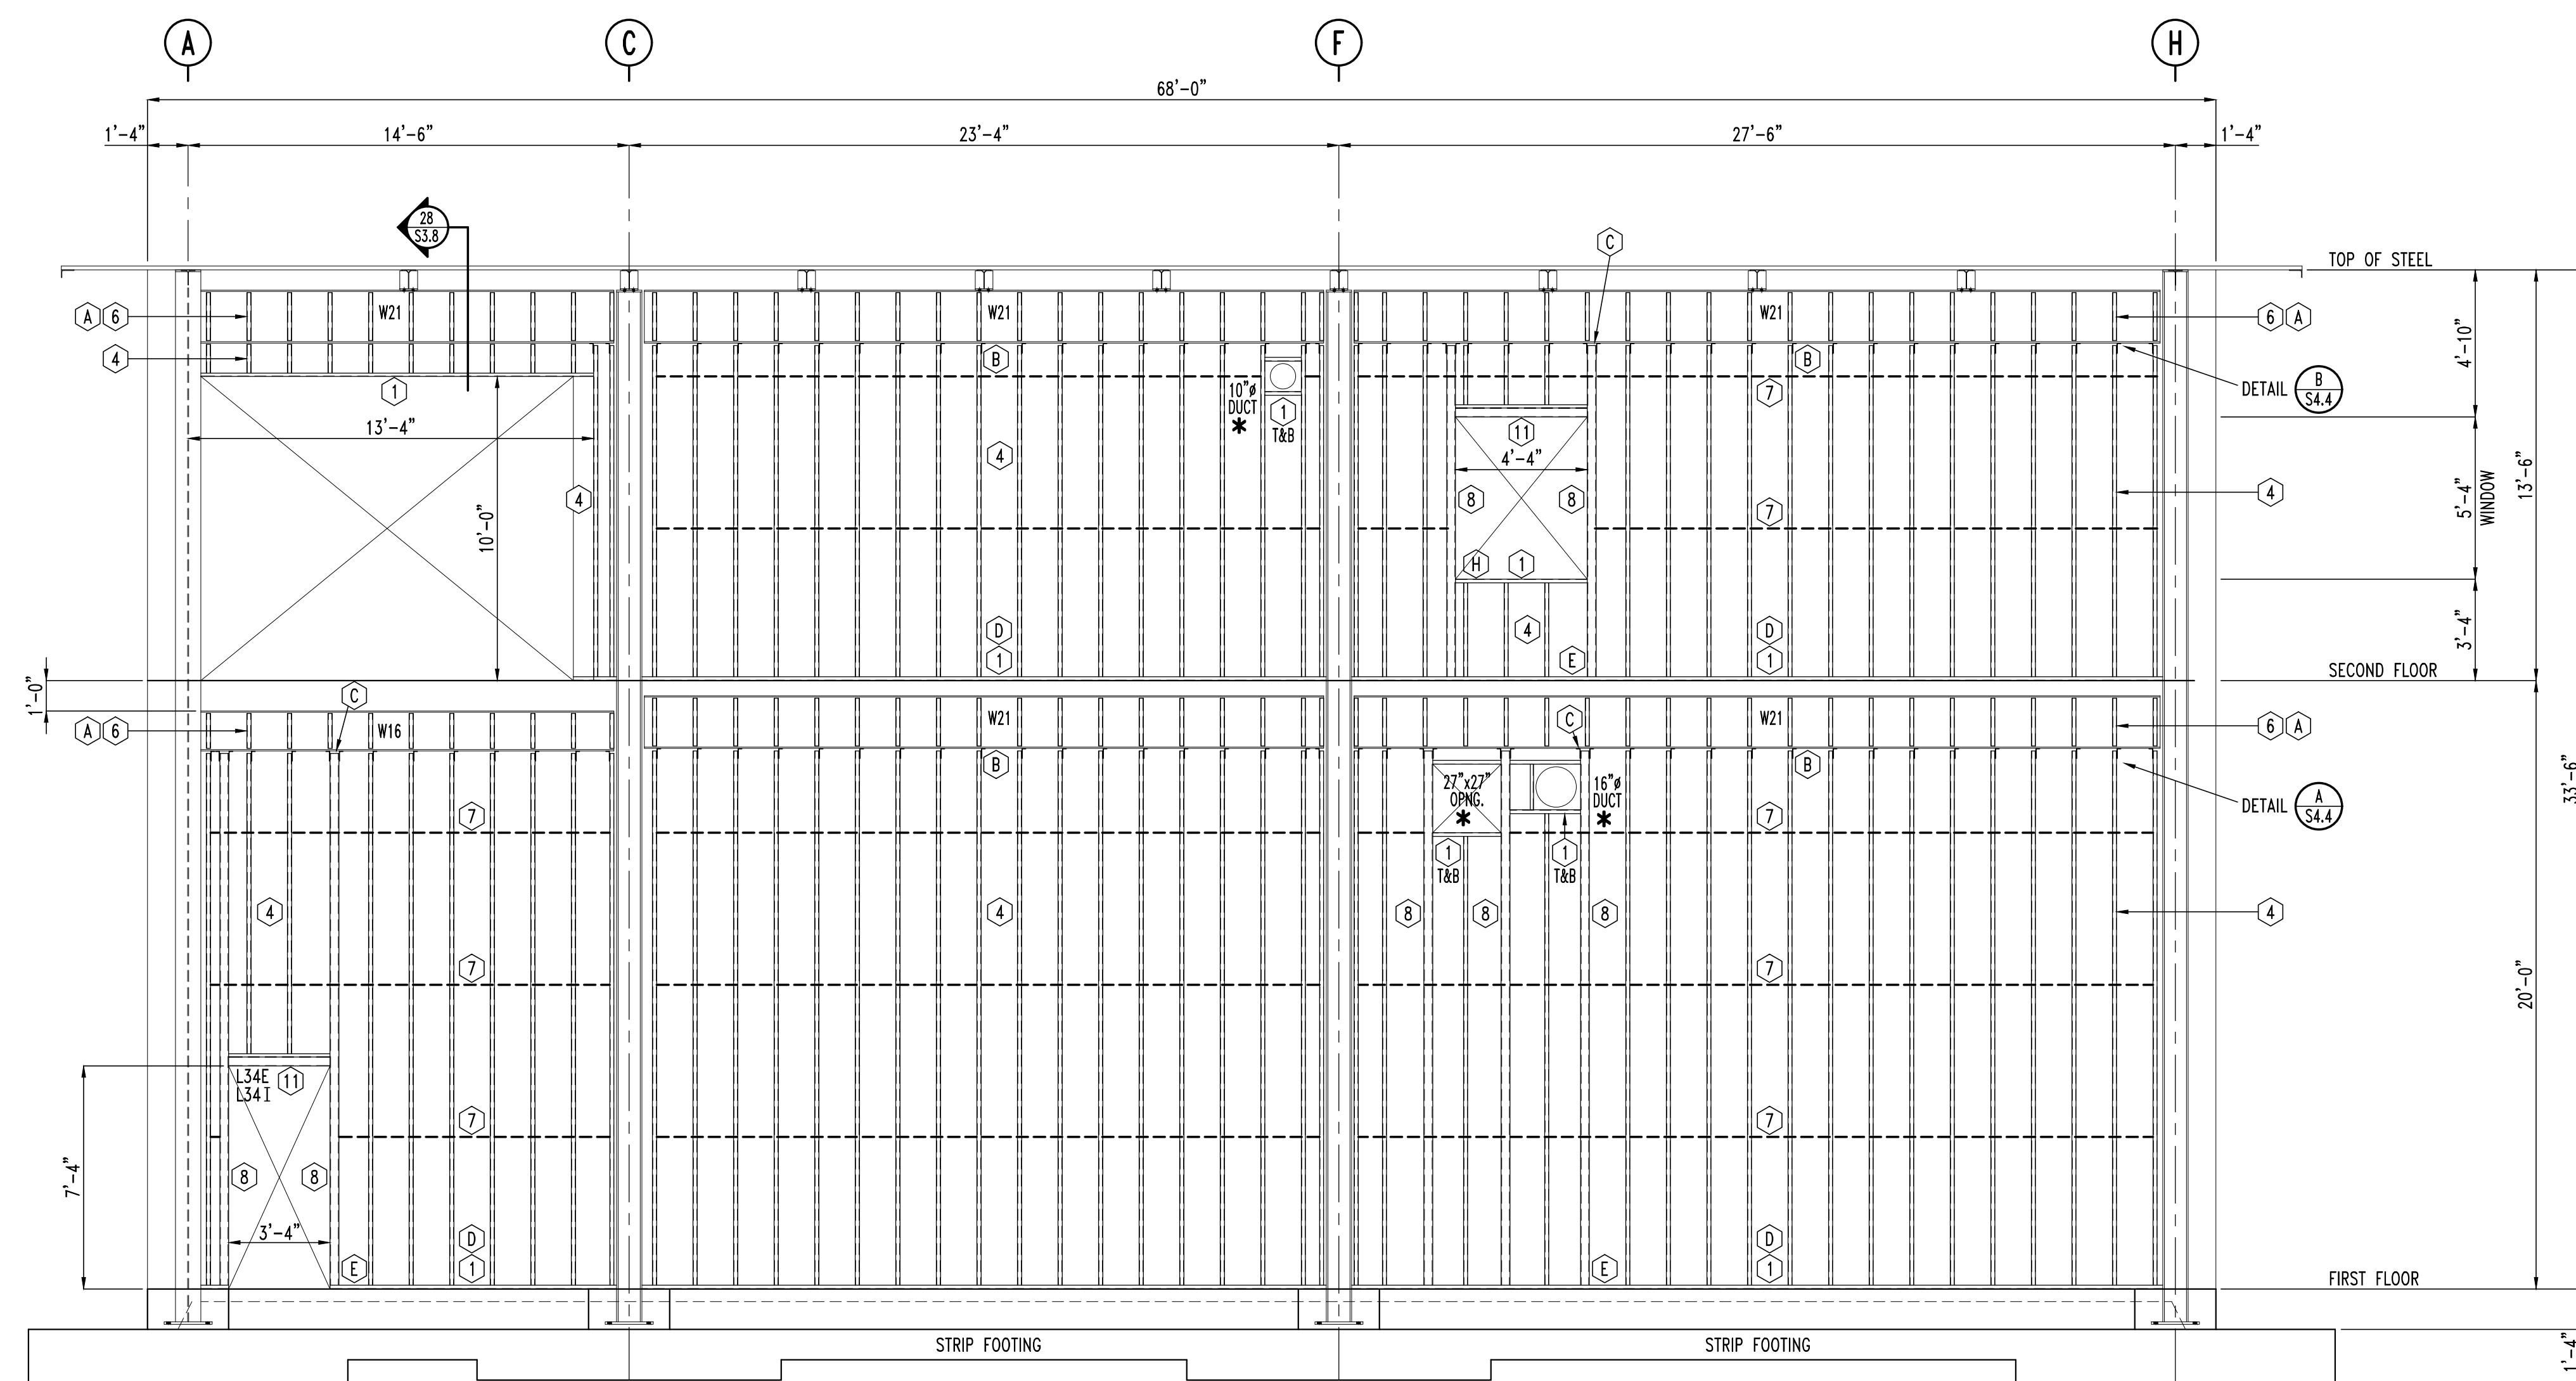 A C F H
68'-0"
1'-4" 14'-6" 23'-4" 27'-6" 1'-4"
28
S3.8
C
TOP OF STEEL
A 6 W21 W21 W21 6 A
4 B B
1 10"ø
DUCT
*
1
T&B
7 DETAIL B
S4.4
4'-10"
13'-4"
11
4'-4"
4 4 8 8 4
10'-0"
7
5'-4"
WINDOW
13'-6"
H 1
D 4 D
1 E 1
3'-4"
SECOND FLOOR
1'-0"
C
A 6 W16 W21 C W21 6 A
B B
27"x27"
OPNG.
*
16"ø
DUCT
*
DETAIL A
S4.4
33'-6"
7 7
1
T&B
1
T&B
4 4 8 8 8 4
7 7
20'-0"
L34E
L34I
11
7 7
8 8
7'-4"
3'-4"
D D
E 1 E 1
FIRST FLOOR
STRIP FOOTING STRIP FOOTING
1'-4"